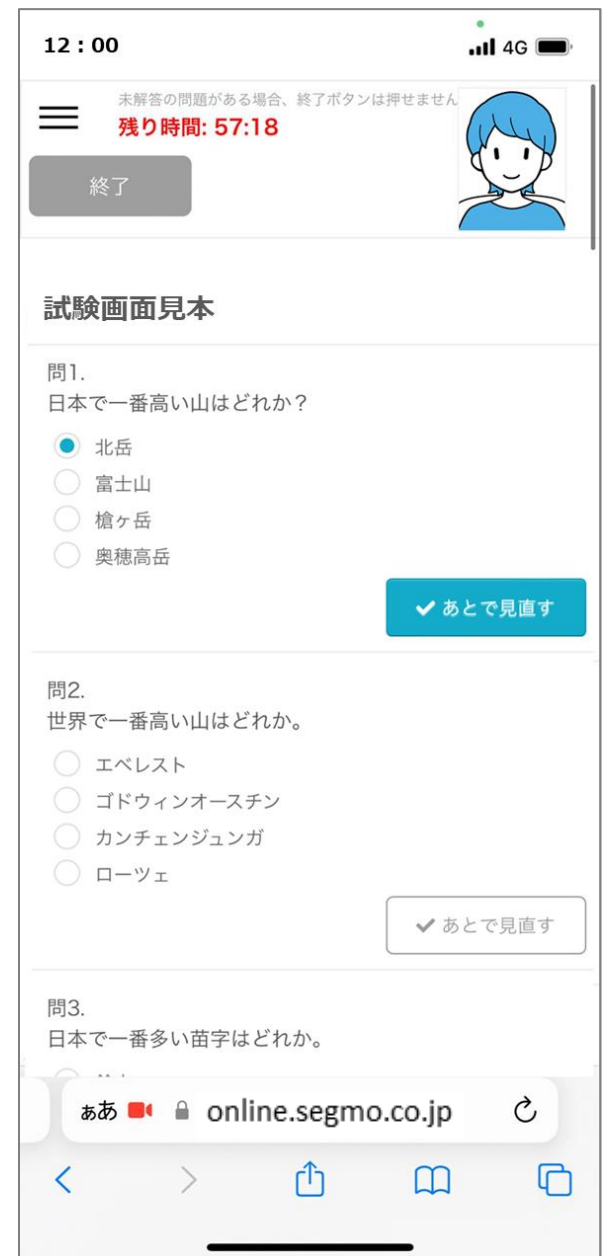 12：00
4G
未解答の問題がある場合、終了ボタンは押せません
残り時間: 57:18
終了
試験画面見本
問1.
日本で一番高い山はどれか？
北岳
富士山
槍ヶ岳
奥穂高岳
あとで見直す
問2.
世界で一番高い山はどれか。
エベレスト
ゴドウィンオースチン
カンチェンジュンガ
ローツェ
あとで見直す
問3.
日本で一番多い苗字はどれか。
ぁあ online.segmo.co.jp